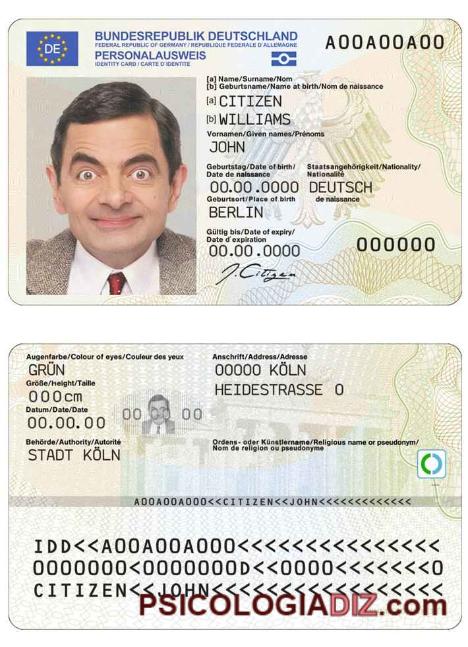 DE
BUNDESREPUBLIK DEUTSCHLAND
FEDERAL REPUBLIC OF GERMANY / REPUBLIQUE FEDERALE D'ALLEMAGNE
PERSONALAUSWEIS
IDENTITY CARD / CARTE D'IDENTITE
A00A00A00
[a] Name/Surname/Nom
[b] Geburtsname/Name at birth/Nom de naissance
[a] CITIZEN
[b] WILLIAMS
Vornamen/Given names/Prénoms
JOHN
Geburtstag/Date of birth/
Date de naissance
Staatsangehörigkeit/Nationality/
Nationalité
00.00.0000 DEUTSCH
Geburtsort/Place of birth
de naissance
BERLIN
Gültig bis/Date of expiry/
Date d'expiration
00.00.0000
000000
J. Citizen
Augenfarbe/Colour of eyes/Couleur des yeux
GRÜN
Größe/height/Taille
000cm
Datum/Date/Date
00.00.00
Behörde/Authority/Autorité
STADT KÖLN
Anschrift/Address/Adresse
00000 KÖLN
HEIDESTRASSE 0
00 00
Ordens- oder Künstlername/Religious name or pseudonym/
Nom de religion ou pseudonyme
A00A00A000<<CITIZEN<<JOHN<<<<<<<<<<<<<
IDD<<A00A00A000<<<<<<<<<<<<<<<
0000000<0000000D<<0000<<<<<<<0
CITIZEN<<JOHN<<<<<<<<<<<<<<<<<
PSICOLOGIADIZ.com